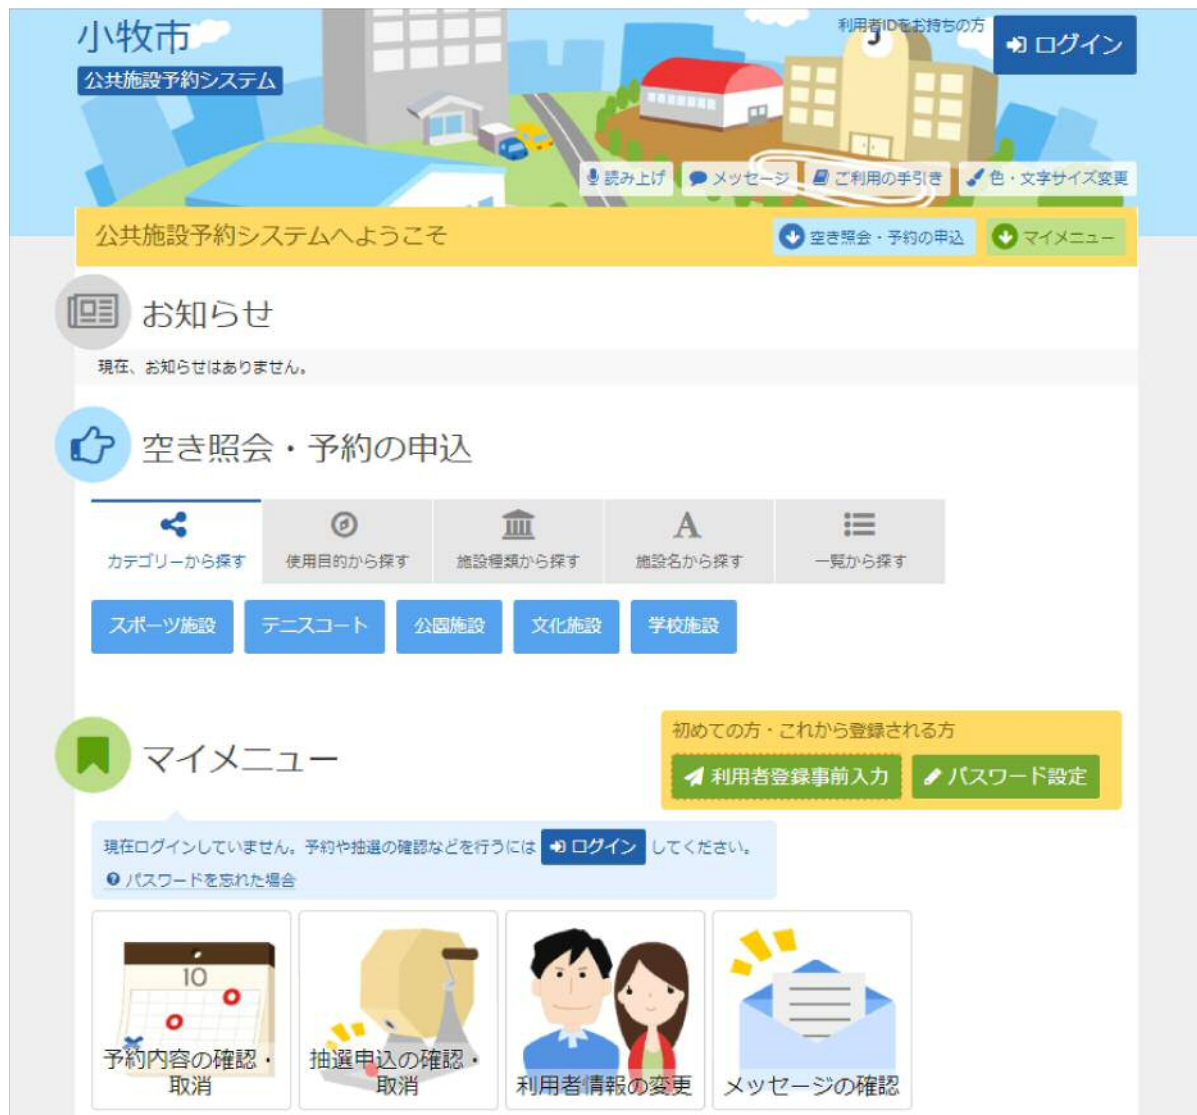 小牧市
公共施設予約システム
利用者IDをお持ちの方
ログイン
読み上げ
メッセージ
ご利用の手引き
色・文字サイズ変更
公共施設予約システムへようこそ
空き照会・予約の申込
マイメニュー
お知らせ
現在、お知らせはありません。
空き照会・予約の申込
カテゴリーから探す
使用目的から探す
施設種類から探す
施設名から探す
一覧から探す
スポーツ施設
テニスコート
公園施設
文化施設
学校施設
マイメニュー
初めての方・これから登録される方
利用者登録事前入力
パスワード設定
現在ログインしていません。予約や抽選の確認などを行うには ログイン してください。
パスワードを忘れた場合
10
予約内容の確認・
取消
抽選申込の確認・
取消
利用者情報の変更
メッセージの確認